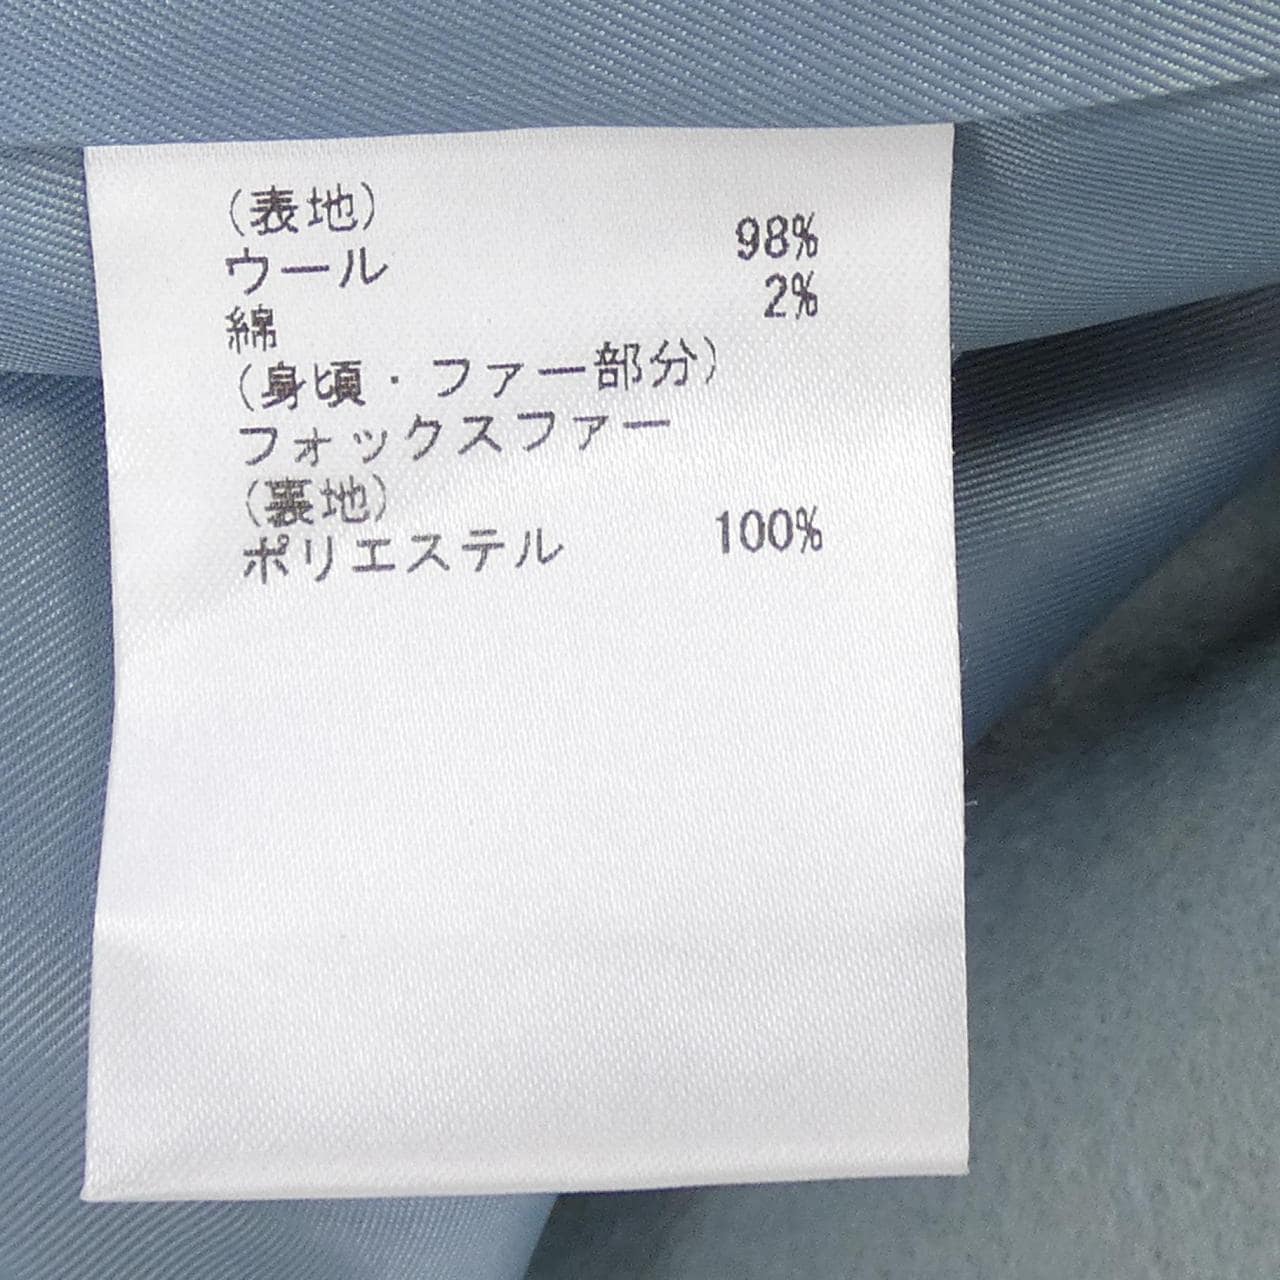 (表地)
ウール 98%
綿 2%
(身頃・ファー部分)
フォックスファー
(裏地)
ポリエステル 100%